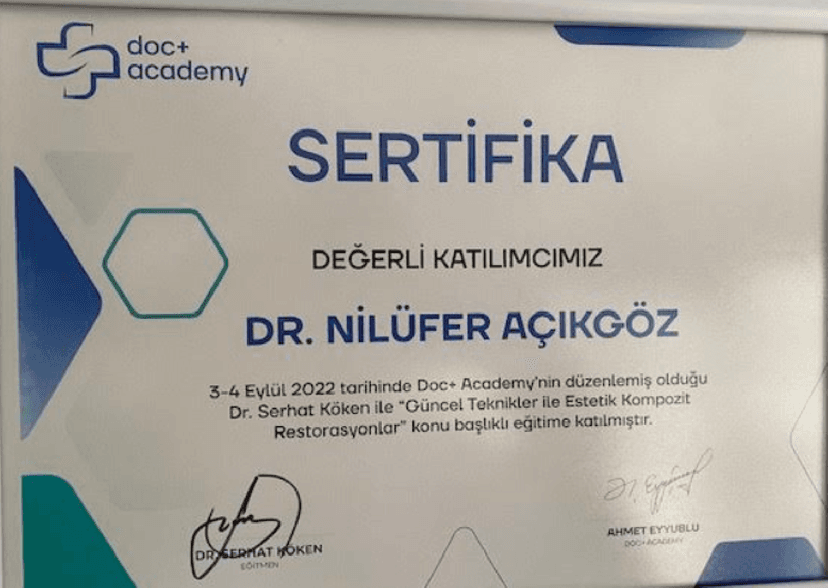 doc+
academy
SERTİFİKA
DEĞERLİ KATILIMCIMIZ
DR. NİLÜFER AÇIKGÖZ
3-4 Eylül 2022 tarihinde Doc+ Academy'nin düzenlemiş olduğu
Dr. Serhat Köken ile "Güncel Teknikler ile Estetik Kompozit
Restorasyonlar" konu başlıklı eğitime katılmıştır.
DR. SERHAT KÖKEN
EĞİTMEN
AHMET EYYUBLU
DOC+ ACADEMY